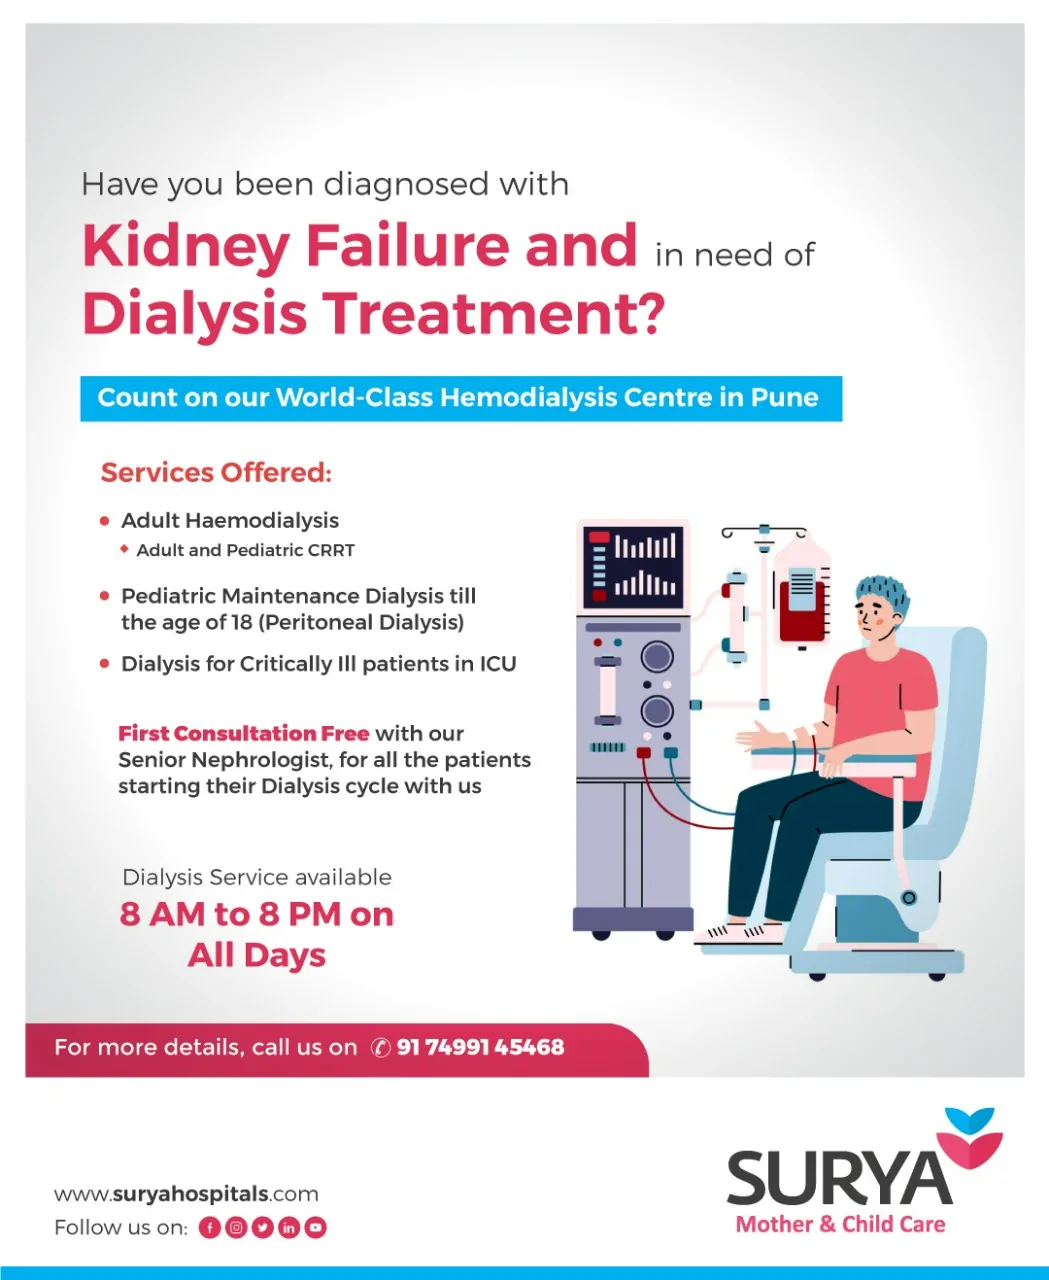 Have you been diagnosed with
Kidney Failure and in need of
Dialysis Treatment?
Count on our World-Class Hemodialysis Centre in Pune
Services Offered:
Adult Haemodialysis
Adult and Pediatric CRRT
Pediatric Maintenance Dialysis till
the age of 18 (Peritoneal Dialysis)
Dialysis for Critically Ill patients in ICU
First Consultation Free with our
Senior Nephrologist, for all the patients
starting their Dialysis cycle with us
Dialysis Service available
8 AM to 8 PM on
All Days
For more details, call us on 91 74991 45468
SURYA
Mother & Child Care
www.suryahospitals.com
Follow us on: